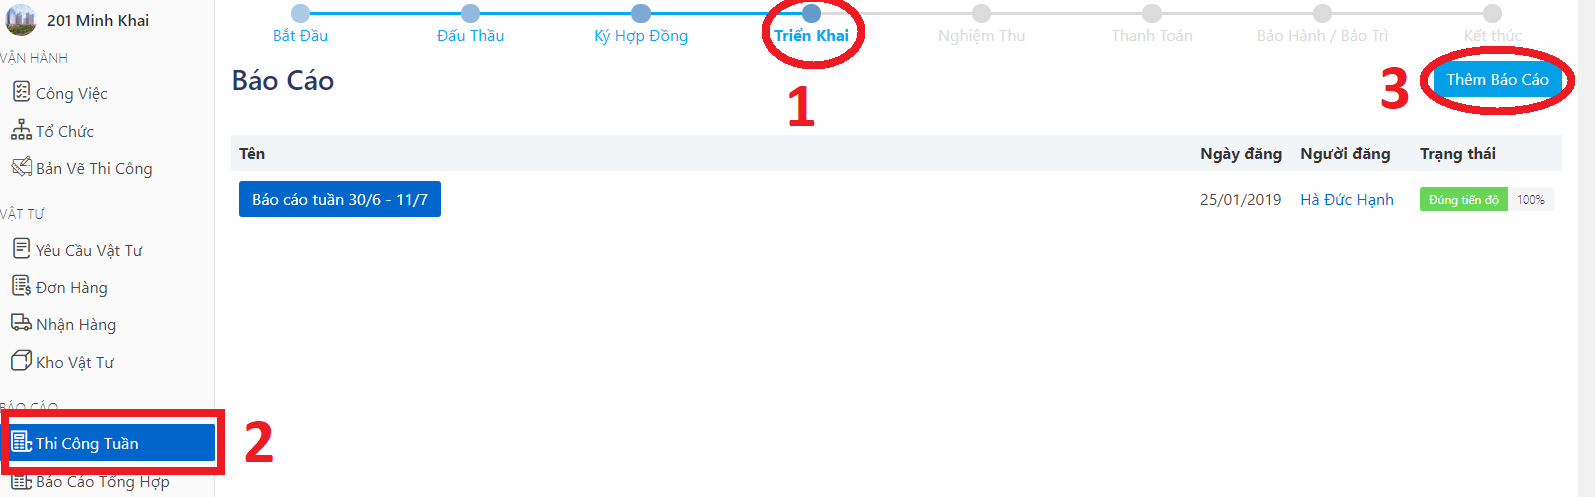 201 Minh Khai
VẬN HÀNH
Công Việc
Tổ Chức
Bản Vẽ Thi Công
VẬT TƯ
Yêu Cầu Vật Tư
Đơn Hàng
Nhận Hàng
Kho Vật Tư
BÁO CÁO
Thi Công Tuần
2
Báo Cáo Tổng Hợp
Bắt Đầu
Đấu Thầu
Ký Hợp Đồng
Triển Khai
Nghiệm Thu
Thanh Toán
Bảo Hành / Bảo Trì
Kết thúc
1
Báo Cáo
3
Thêm Báo Cáo
Tên Ngày đăng Người đăng Trạng thái
Báo cáo tuần 30/6 - 11/7 25/01/2019 Hà Đức Hạnh Đúng tiến độ 100%